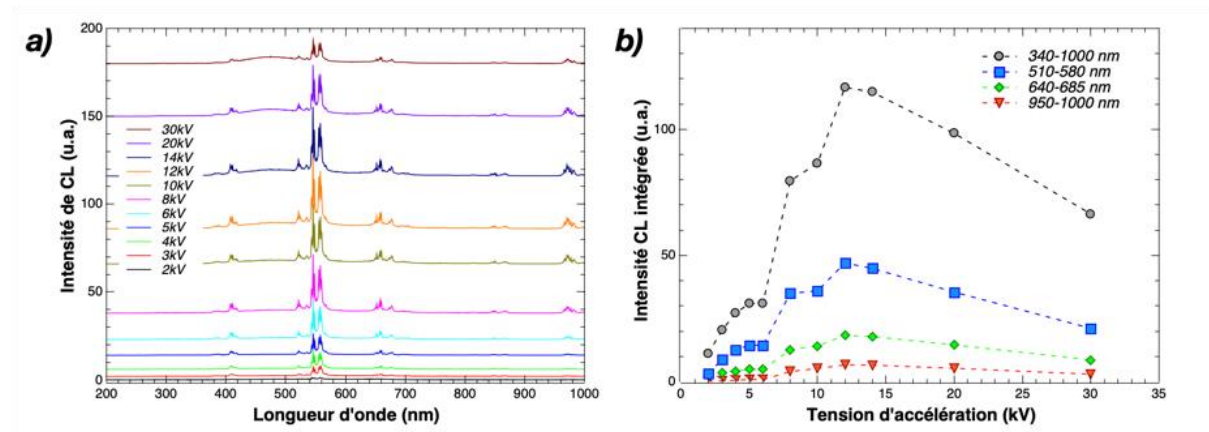 a)
Intensité de CL (u.a.)
200
150
100
50
0
30kV
20kV
14kV
12kV
10kV
8kV
6kV
5kV
4kV
3kV
2kV
200 300 400 500 600 700 800 900 1000
Longueur d'onde (nm)
b)
Intensité CL intégrée (u.a.)
100
50
0
340-1000 nm
510-580 nm
640-685 nm
950-1000 nm
0 5 10 15 20 25 30 35
Tension d'accélération (kV)